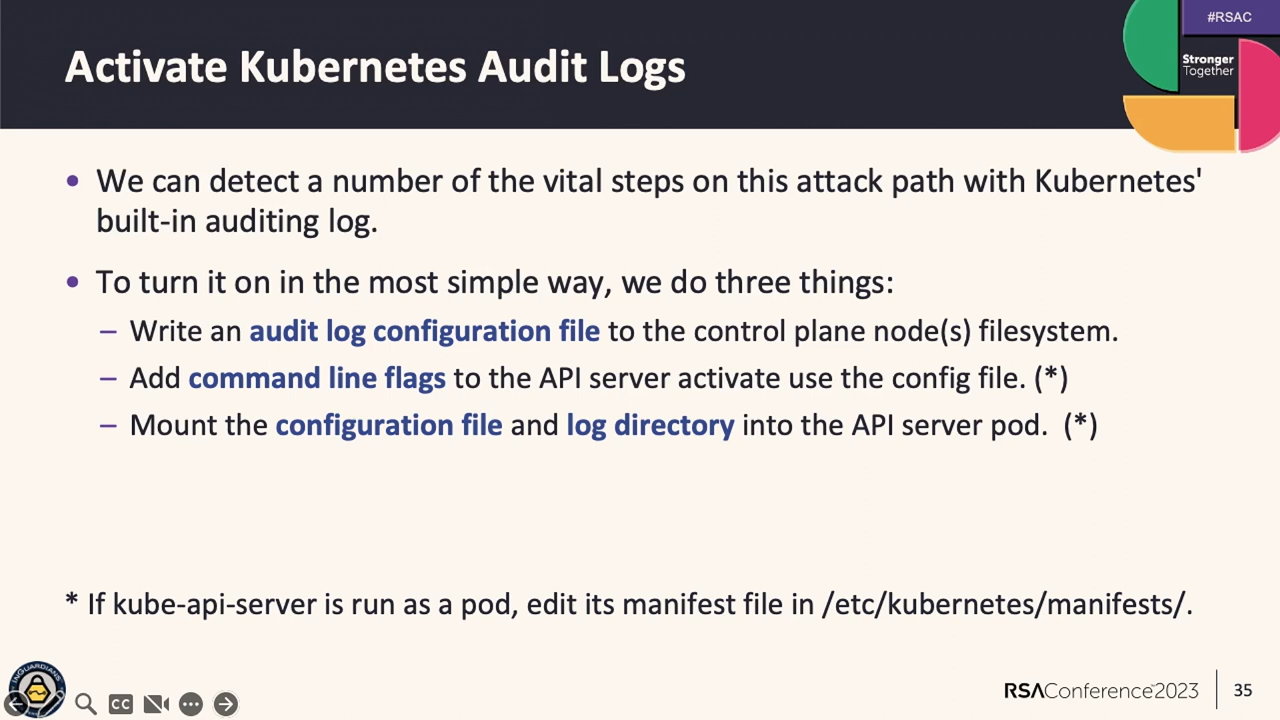 #RSAC
Stronger
Together
Activate Kubernetes Audit Logs
• We can detect a number of the vital steps on this attack path with Kubernetes'
built-in auditing log.
• To turn it on in the most simple way, we do three things:
– Write an audit log configuration file to the control plane node(s) filesystem.
– Add command line flags to the API server activate use the config file. (*)
– Mount the configuration file and log directory into the API server pod.  (*)
* If kube-api-server is run as a pod, edit its manifest file in /etc/kubernetes/manifests/.
INGUARDIANS
CC
RSAConference™2023
35